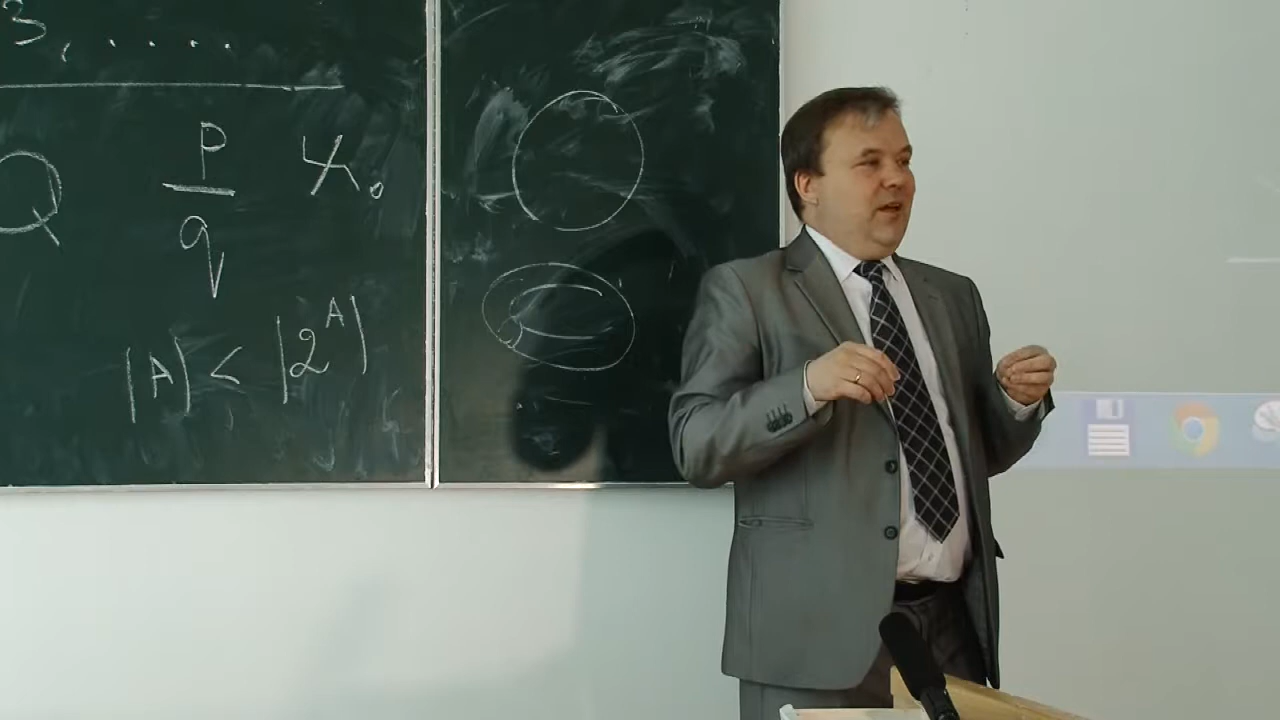 3, . . . . .
Q p/q ℵ₀
|A| < |2^A|